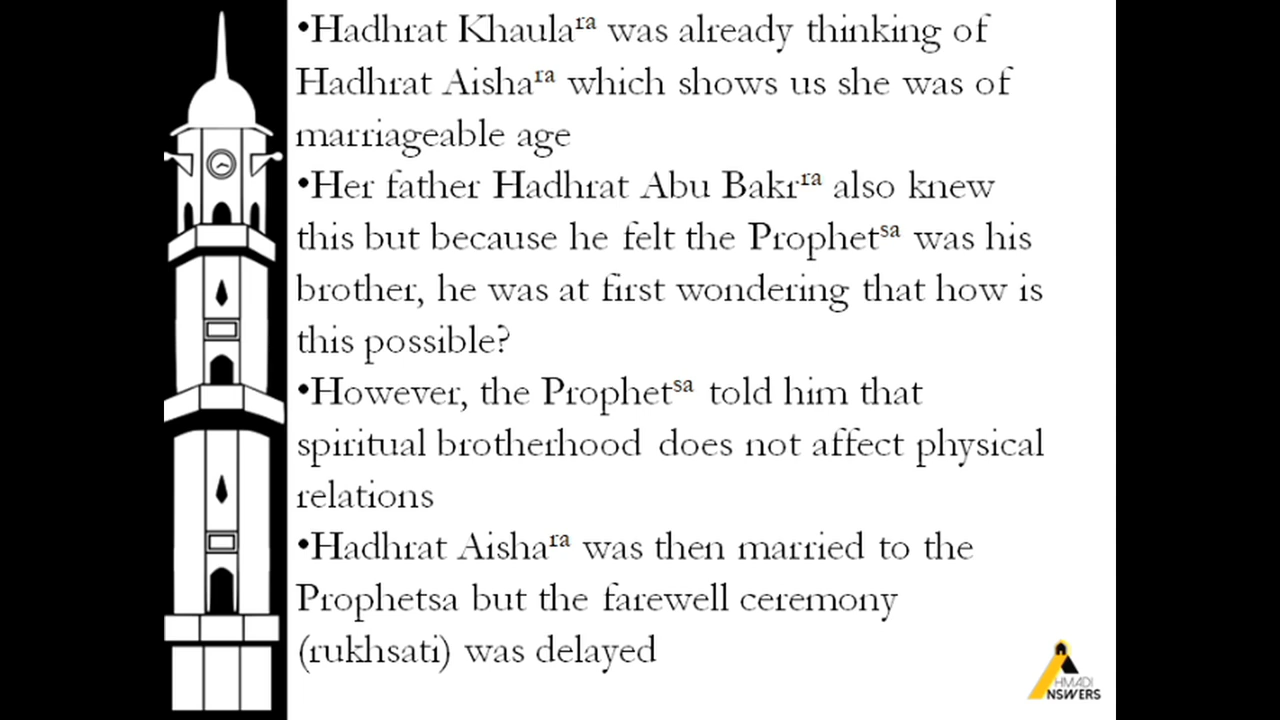 •Hadhrat Khaulaʳᵃ was already thinking of
Hadhrat Aishaʳᵃ which shows us she was of
marriageable age
•Her father Hadhrat Abu Bakrʳᵃ also knew
this but because he felt the Prophetˢᵃ was his
brother, he was at first wondering that how is
this possible?
•However, the Prophetˢᵃ told him that
spiritual brotherhood does not affect physical
relations
•Hadhrat Aishaʳᵃ was then married to the
Prophetsa but the farewell ceremony
(rukhsati) was delayed
HMADI
NSWERS